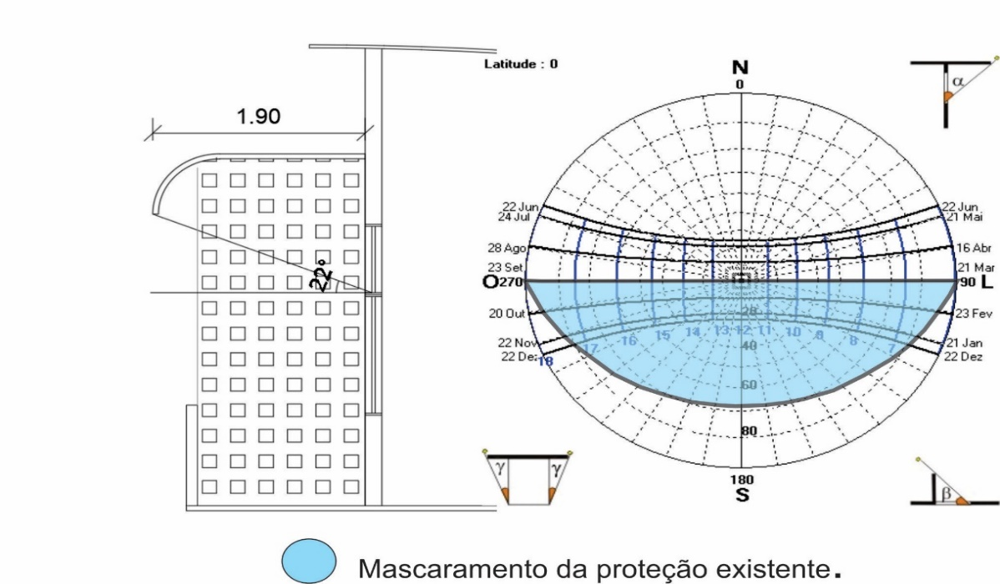 1.90
22°
Latitude : 0
N
0
α
22 Jun
24 Jul
28 Ago
23 Set
O 270
20 Out
22 Nov
22 De
18
22 Jun
21 Mai
16 Abr
21 Mar
90 L
23 Fev
21 Jan
22 Dez
20
17 16 15 14 13 12 11 10 9 8 7
40
60
80
180
S
γ γ
β
Mascaramento da proteção existente.